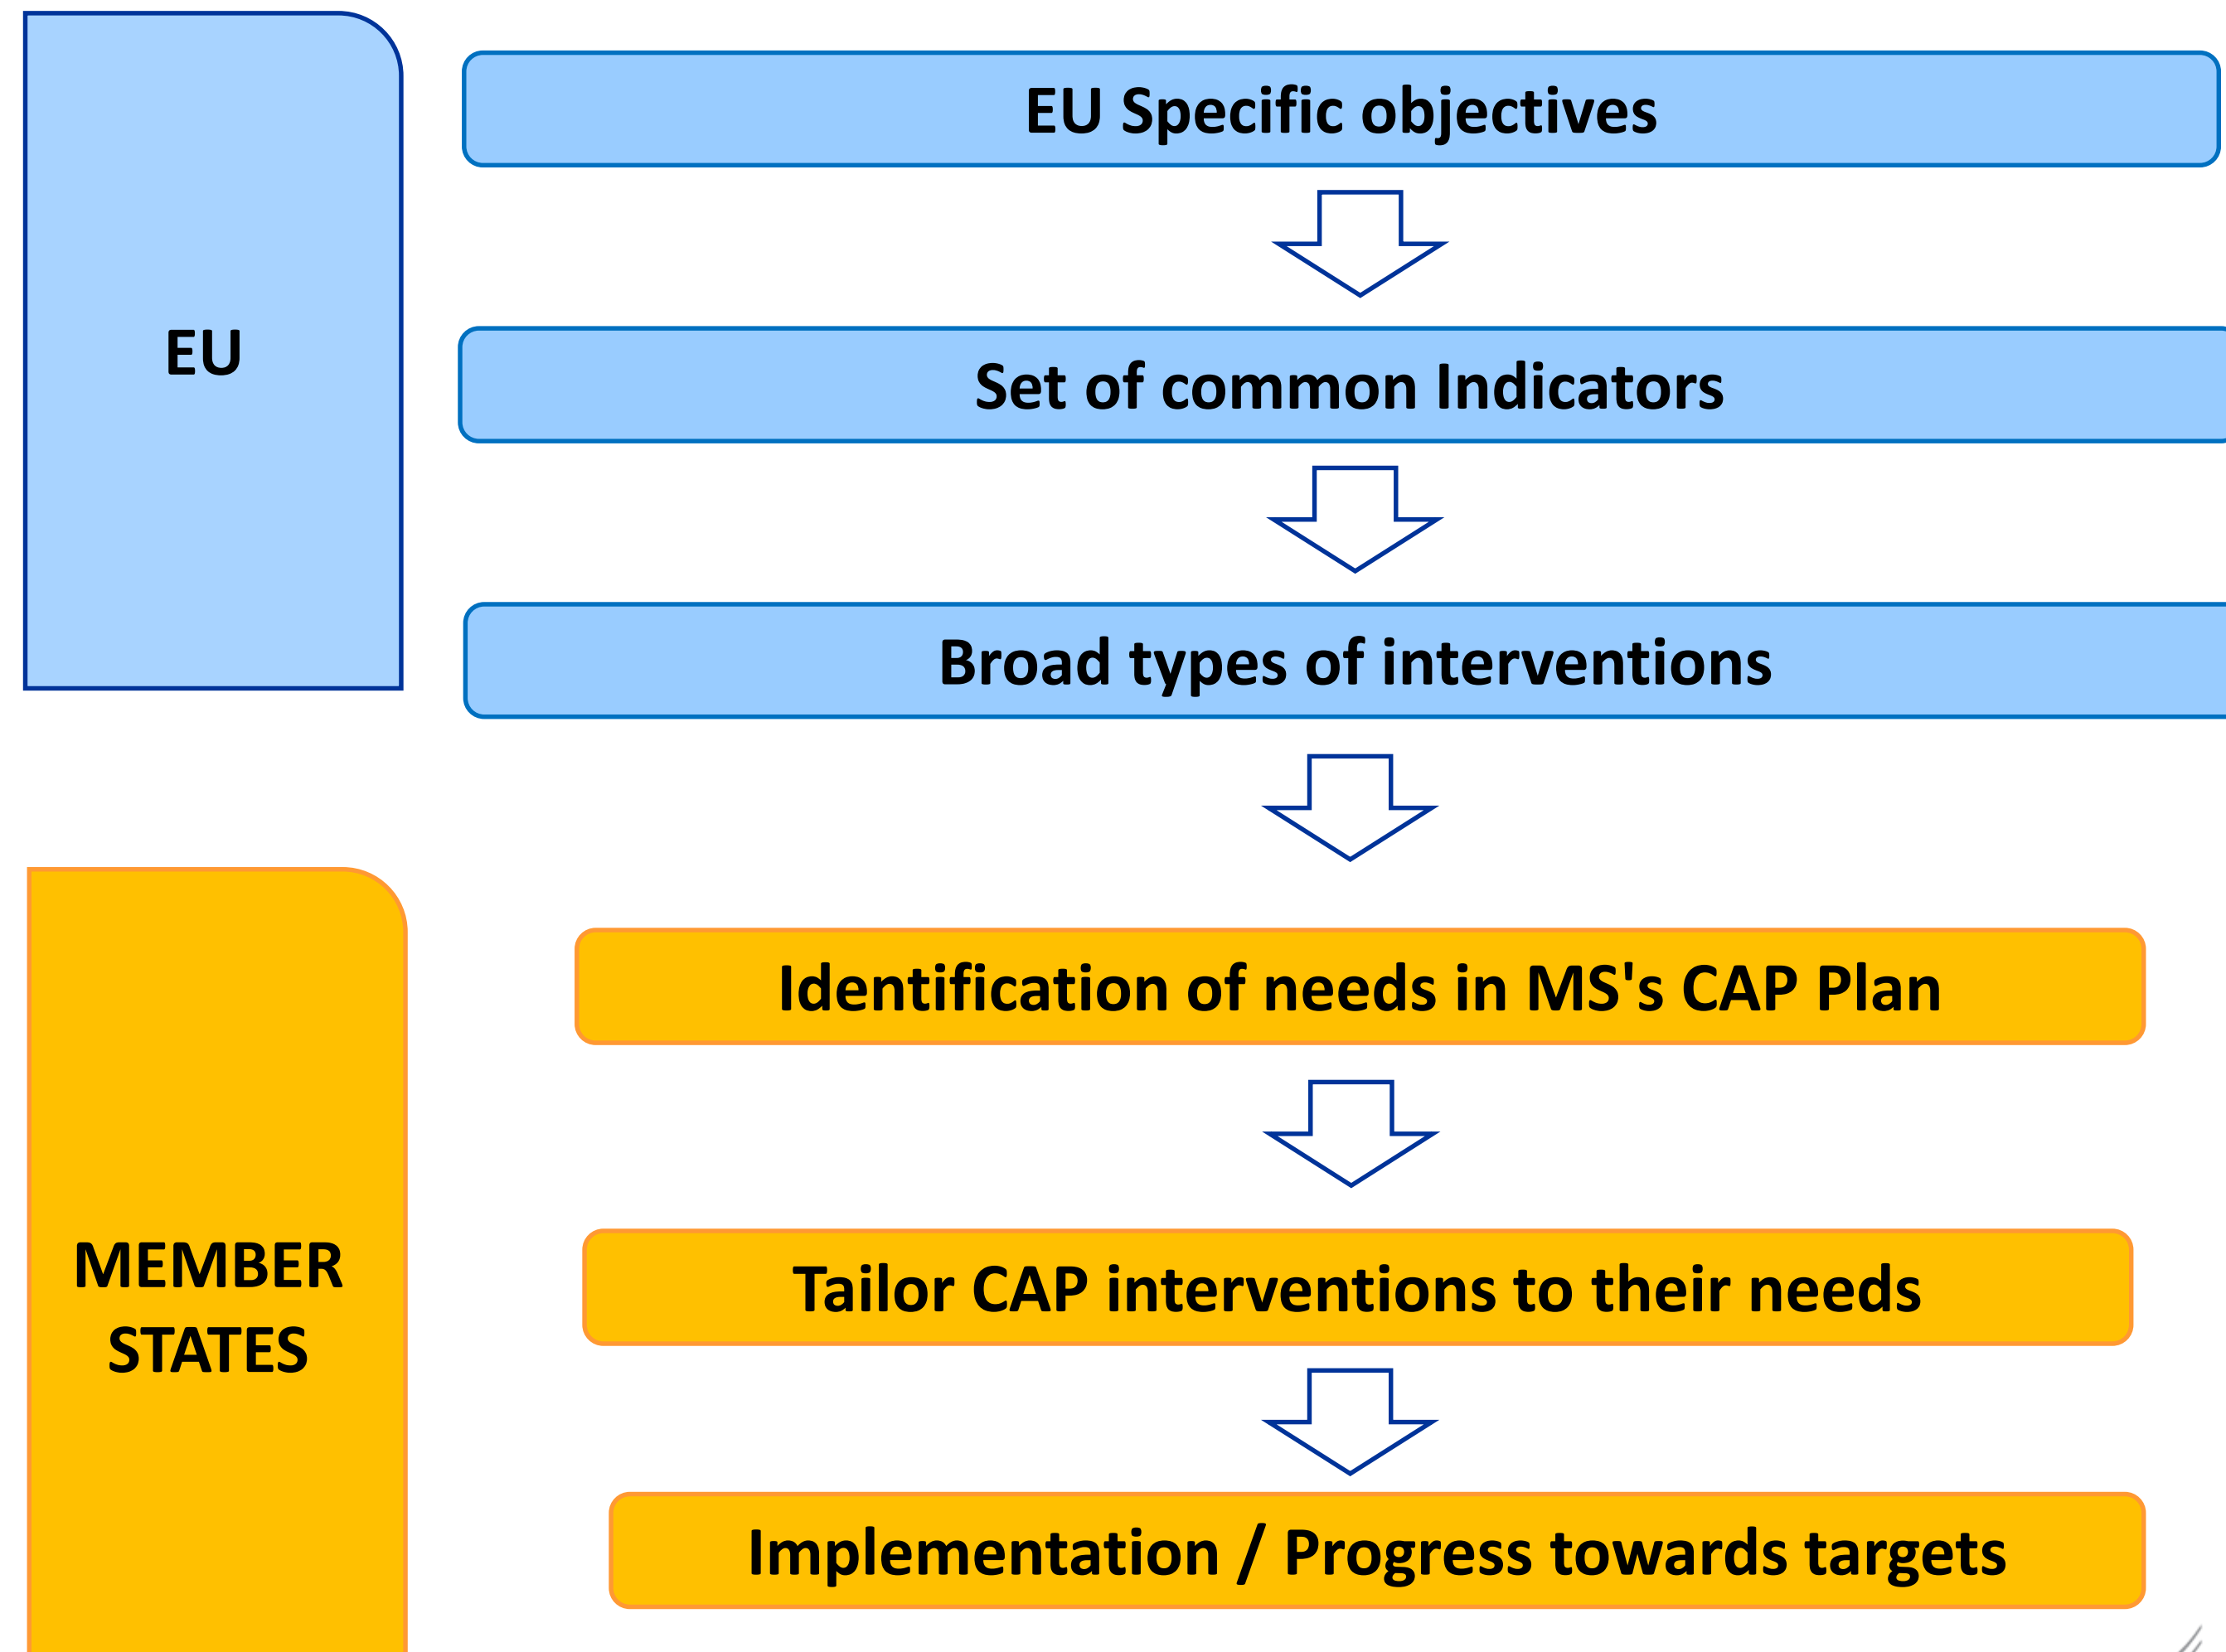 EU
EU Specific objectives
Set of common Indicators
Broad types of interventions
MEMBER
STATES
Identification of needs in MS's CAP Plan
Tailor CAP interventions to their needs
Implementation / Progress towards targets